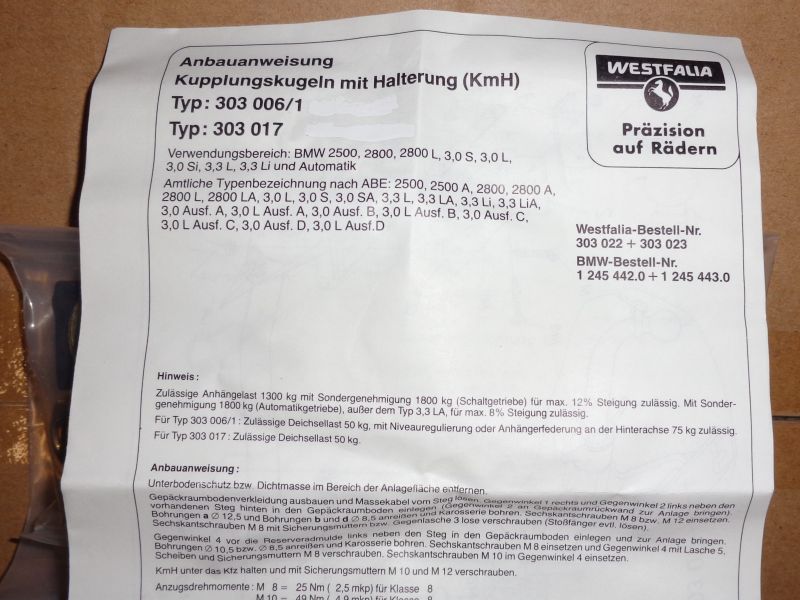 Anbauanweisung
Kupplungskugeln mit Halterung (KmH)
Typ: 303 006/1
Typ: 303 017
WESTFALIA
Präzision
auf Rädern
Verwendungsbereich: BMW 2500, 2800, 2800 L, 3,0 S, 3,0 L,
3,0 Si, 3,3 L, 3,3 Li und Automatik
Amtliche Typenbezeichnung nach ABE: 2500, 2500 A, 2800, 2800 A,
2800 L, 2800 LA, 3,0 L, 3,0 S, 3,0 SA, 3,3 L, 3,3 LA, 3,3 Li, 3,3 LiA,
3,0 Ausf. A, 3,0 L Ausf. A, 3,0 Ausf. B, 3,0 L Ausf. B, 3,0 Ausf. C,
3,0 L Ausf. C, 3,0 Ausf. D, 3,0 L Ausf.D
Westfalia-Bestell-Nr.
303 022 + 303 023
BMW-Bestell-Nr.
1 245 442.0 + 1 245 443.0
Hinweis:
Zulässige Anhängelast 1300 kg mit Sondergenehmigung 1800 kg (Schaltgetriebe) für max. 12% Steigung zulässig. Mit Sonder-
genehmigung 1800 kg (Automatikgetriebe), außer dem Typ 3,3 LA, für max. 8% Steigung zulässig.
Für Typ 303 006/1: Zulässige Deichsellast 50 kg, mit Niveauregulierung oder Anhängerfederung an der Hinterachse 75 kg zulässig.
Für Typ 303 017: Zulässige Deichsellast 50 kg.
Anbauanweisung:
Unterbodenschutz bzw. Dichtmasse im Bereich der Anlagefläche entfernen.
Gepäckraumbodenverkleidung ausbauen und Massekabel vom Steg lösen. Gegenwinkel 1 rechts und Gegenwinkel 2 links neben den
vorhandenen Steg hinten in den Gepäckraumboden einlegen (Gegenwinkel 2 an Gepäckraumrückwand zur Anlage bringen).
Bohrungen a ∅ 12,5 und Bohrungen b und d ∅ 8,5 anreißen und Karosserie bohren. Sechskantschrauben M 8 bzw. M 12 einsetzen.
Sechskantschrauben M 8 mit Sicherungsmuttern bzw. Gegenlasche 3 lose verschrauben (Stoßfänger evtl. lösen).
Gegenwinkel 4 vor die Reserveradmulde links neben den Steg in den Gepäckraumboden einlegen und zur Anlage bringen.
Bohrungen ∅ 10,5 bzw. ∅ 8,5 anreißen und Karosserie bohren. Sechskantschrauben M 8 einsetzen und Gegenwinkel 4 mit Lasche 5,
Scheiben und Sicherungsmuttern M 8 verschrauben. Sechskantschrauben M 10 im Gegenwinkel 4 einsetzen.
KmH unter das Kfz halten und mit Sicherungsmuttern M 10 und M 12 verschrauben.
Anzugsdrehmomente: M 8 = 25 Nm ( 2,5 mkp) für Klasse 8
M 10 = 49 Nm ( 4,9 mkp) für Klasse 8